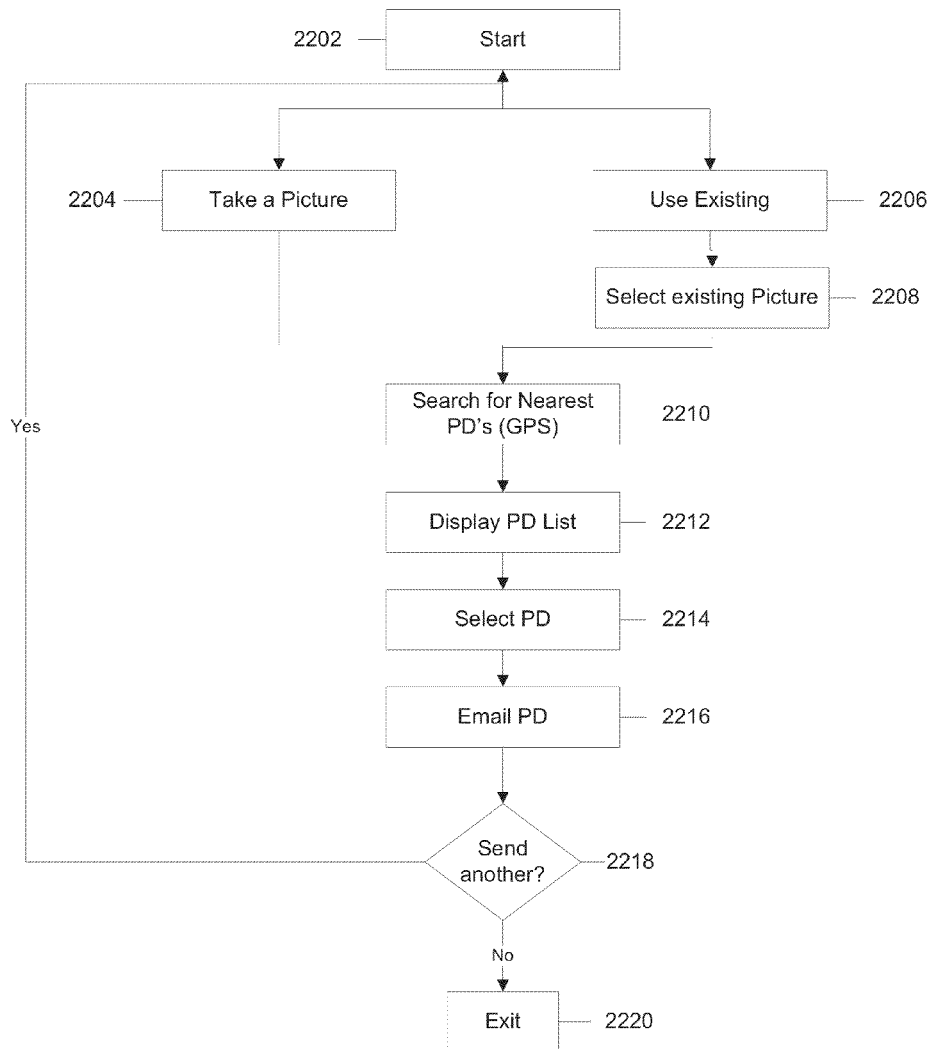 2202
Start
2204
Take a Picture
Use Existing
2206
Select existing Picture
2208
Search for Nearest
PD's (GPS)
2210
Yes
Display PD List
2212
Select PD
2214
Email PD
2216
Send
another?
2218
No
Exit
2220